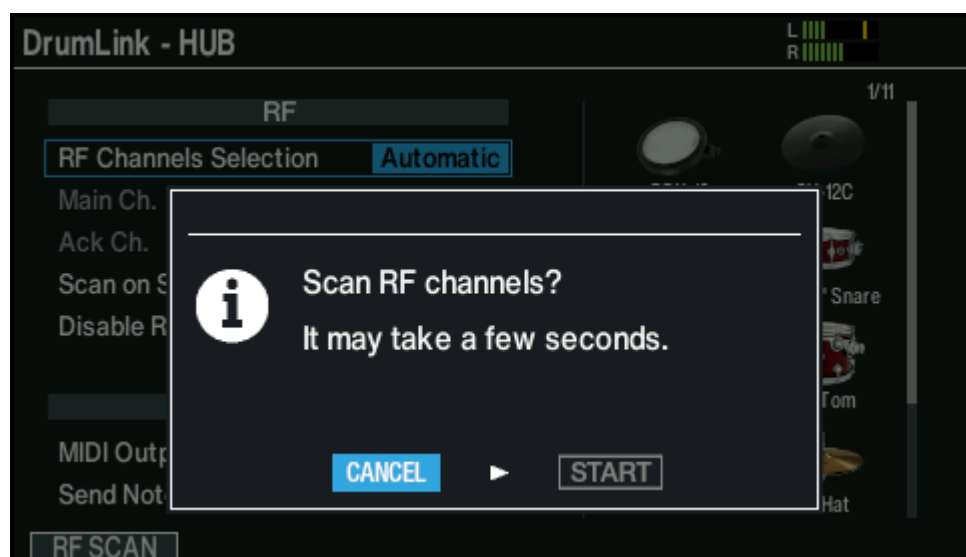 DrumLink - HUB
L
R
1/11
RF
RF Channels Selection Automatic
Main Ch.
12C
Ack Ch.
Scan on S
Snare
Disable R
Tom
MIDI Outp
Send Not
Hat
Scan RF channels?
It may take a few seconds.
CANCEL ► START
RF SCAN